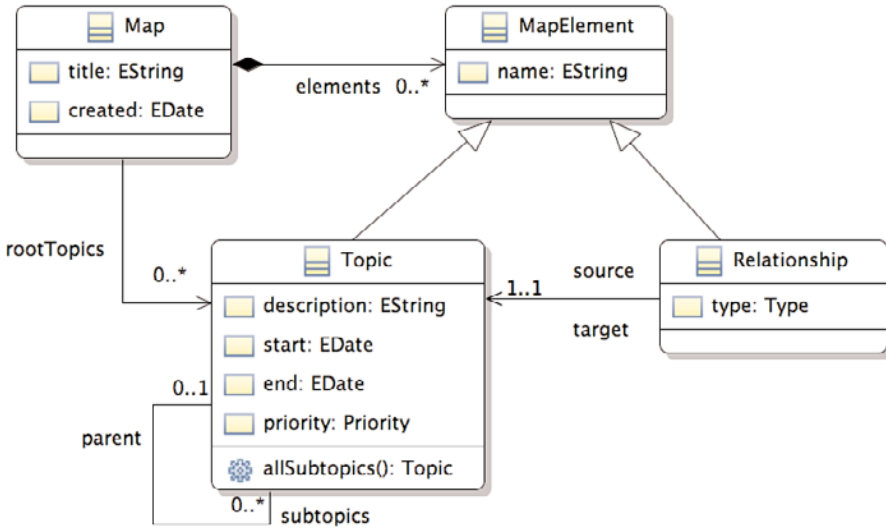 Map
title: EString
created: EDate
MapElement
name: EString
elements 0..*
rootTopics
0..*
Topic
description: EString
start: EDate
end: EDate
priority: Priority
allSubtopics(): Topic
source
1..1
target
Relationship
type: Type
0..1
parent
0..*
subtopics